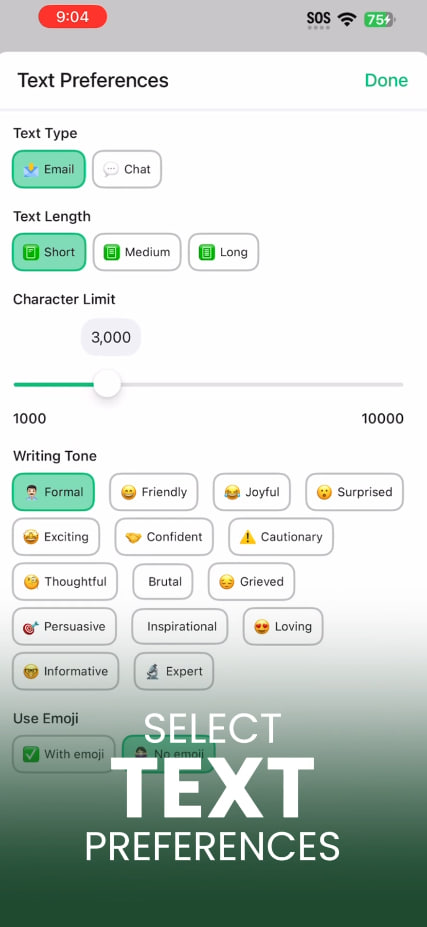 9:04 SOS 75
Text Preferences Done
Text Type
Email Chat
Text Length
Short Medium Long
Character Limit
3,000
1000 10000
Writing Tone
Formal Friendly Joyful Surprised
Exciting Confident Cautionary
Thoughtful Brutal Grieved
Persuasive Inspirational Loving
Informative Expert
Use Emoji
With emoji No emoji
SELECT
TEXT
PREFERENCES